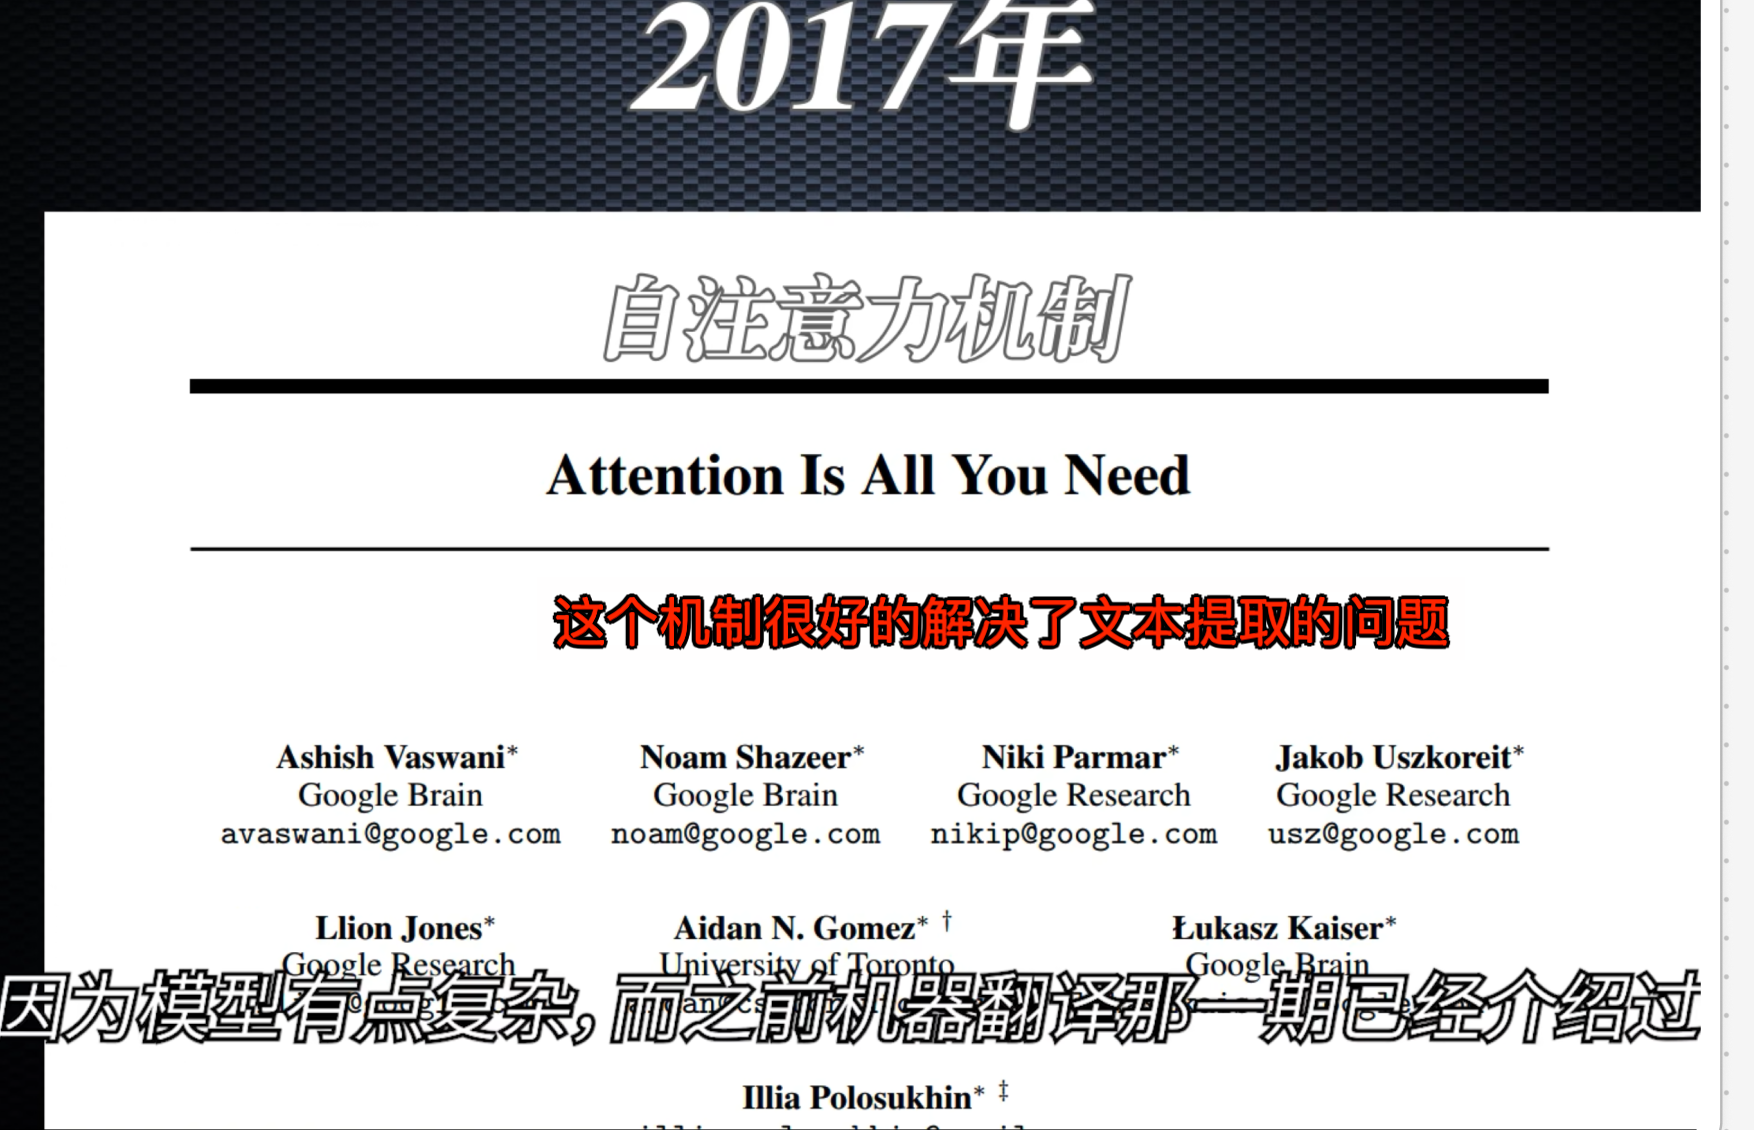 2017年
自注意力机制
Attention Is All You Need
这个机制很好的解决了文本提取的问题
Ashish Vaswani* Noam Shazeer* Niki Parmar* Jakob Uszkoreit*
Google Brain Google Brain Google Research Google Research
avaswani@google.com noam@google.com nikip@google.com usz@google.com
Llion Jones* Aidan N. Gomez* † Łukasz Kaiser*
Google Research University of Toronto Google Brain
因为模型有点复杂，而之前机器翻译那一期已经介绍过
Illia Polosukhin* ‡